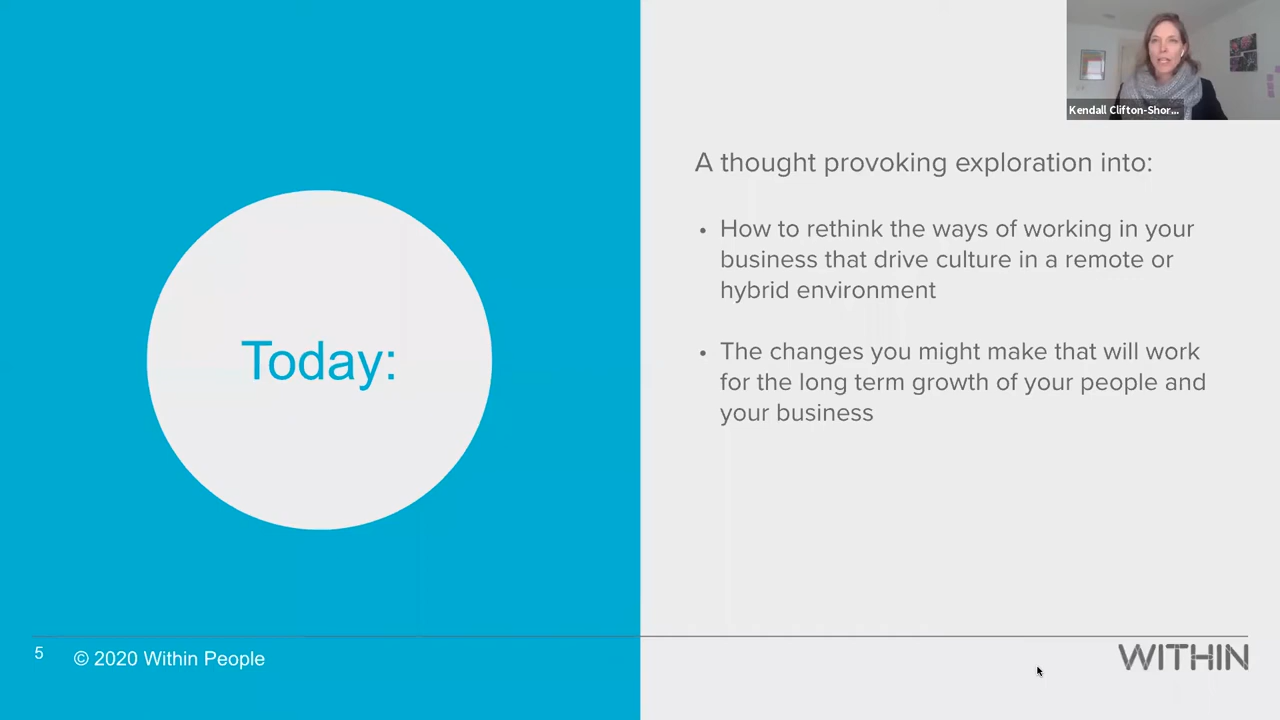 Kendall Clifton-Shor...
A thought provoking exploration into:
• How to rethink the ways of working in your
business that drive culture in a remote or
hybrid environment
• The changes you might make that will work
for the long term growth of your people and
your business
Today:
5
© 2020 Within People
WITHIN